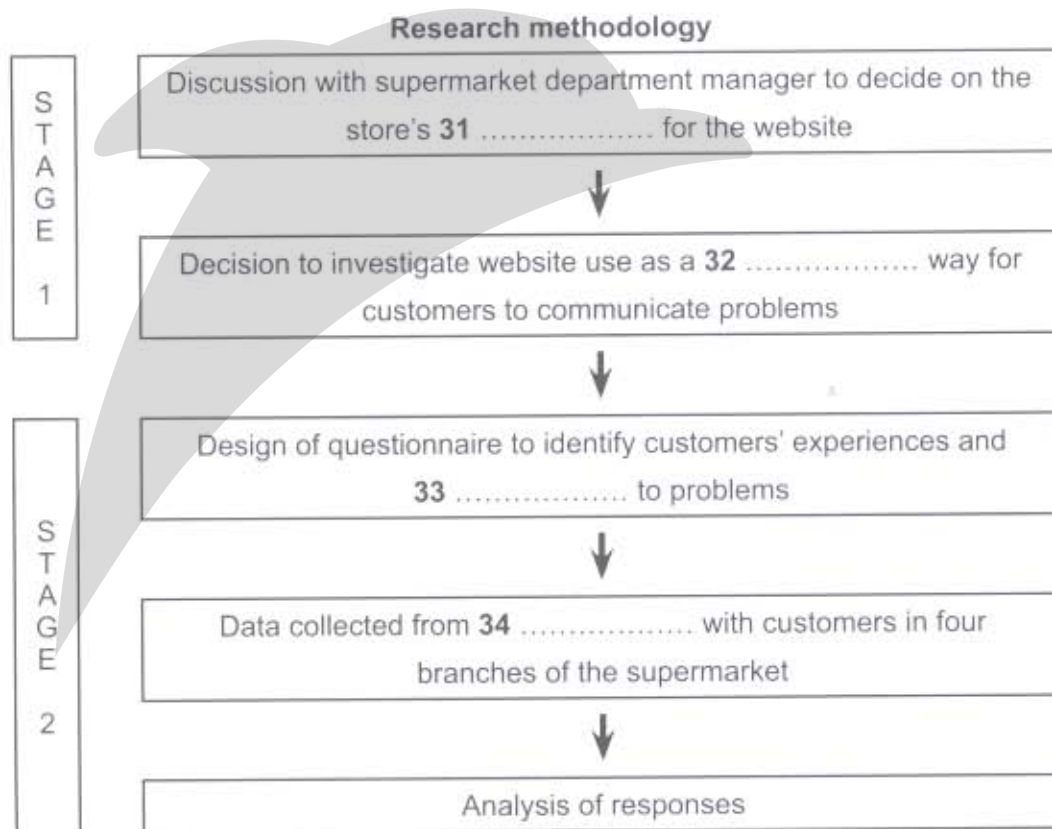 Research methodology
STAGE 1
Discussion with supermarket department manager to decide on the
store's 31 .................. for the website
Decision to investigate website use as a 32 .................. way for
customers to communicate problems
STAGE 2
Design of questionnaire to identify customers' experiences and
33 .................. to problems
Data collected from 34 .................. with customers in four
branches of the supermarket
Analysis of responses